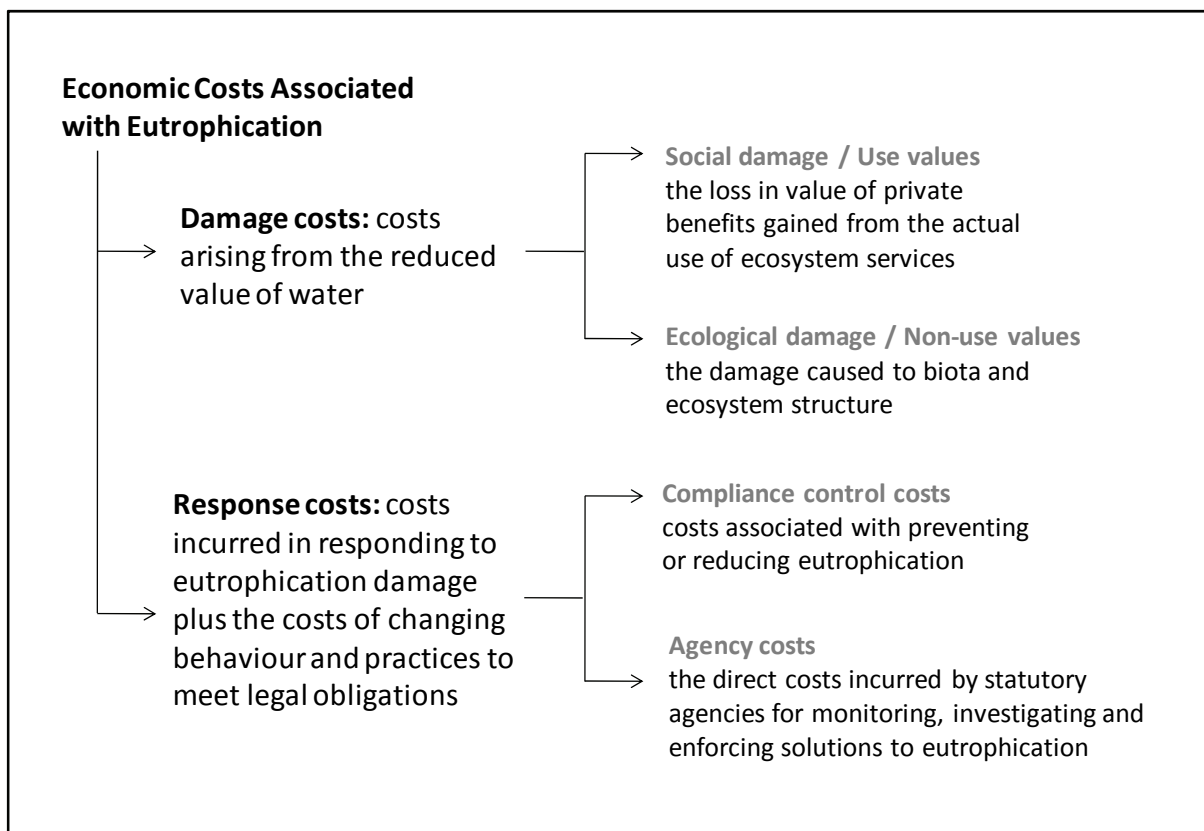 Economic Costs Associated
with Eutrophication
Damage costs: costs
arising from the reduced
value of water
Social damage / Use values
the loss in value of private
benefits gained from the actual
use of ecosystem services
Ecological damage / Non-use values
the damage caused to biota and
ecosystem structure
Response costs: costs
incurred in responding to
eutrophication damage
plus the costs of changing
behaviour and practices to
meet legal obligations
Compliance control costs
costs associated with preventing
or reducing eutrophication
Agency costs
the direct costs incurred by statutory
agencies for monitoring, investigating and
enforcing solutions to eutrophication